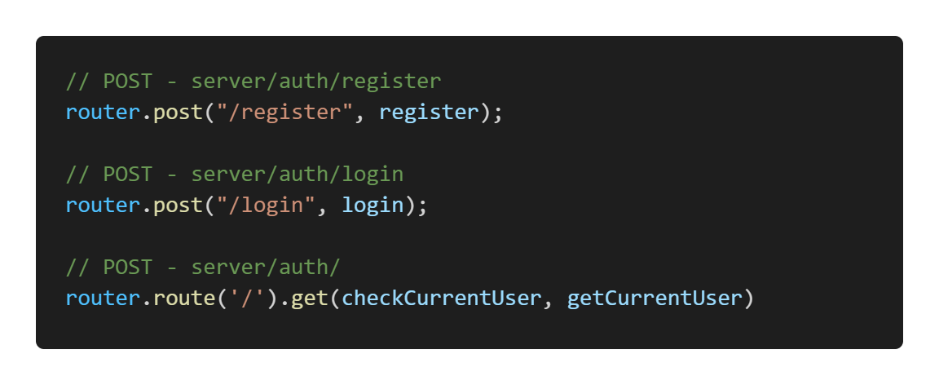 // POST - server/auth/register
router.post("/register", register);
// POST - server/auth/login
router.post("/login", login);
// POST - server/auth/
router.route('/').get(checkCurrentUser, getCurrentUser)